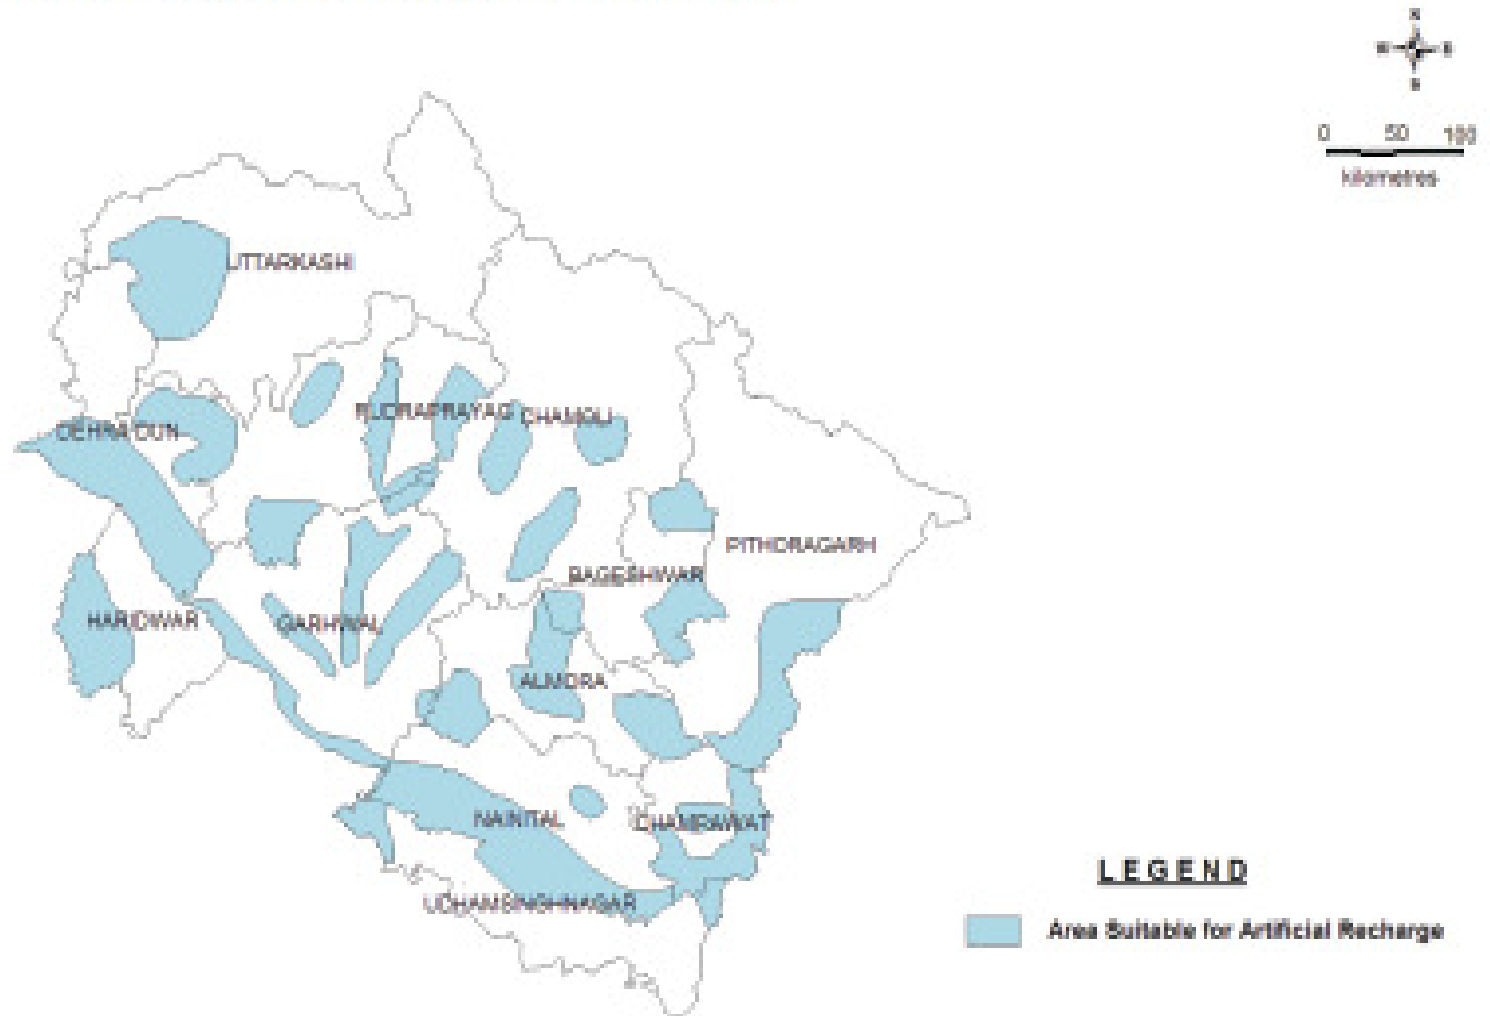 N
W E
S
0 50 100
kilometres
UTTARKASHI
RUDRAPRAYAG
CHAMOLI
DEHRA DUN
PITHORAGARH
BAGESHWAR
HARIDWAR
GARHWAL
ALMORA
NAINITAL
CHAMPAWAT
UDHAMSINGHNAGAR
LEGEND
Area Suitable for Artificial Recharge